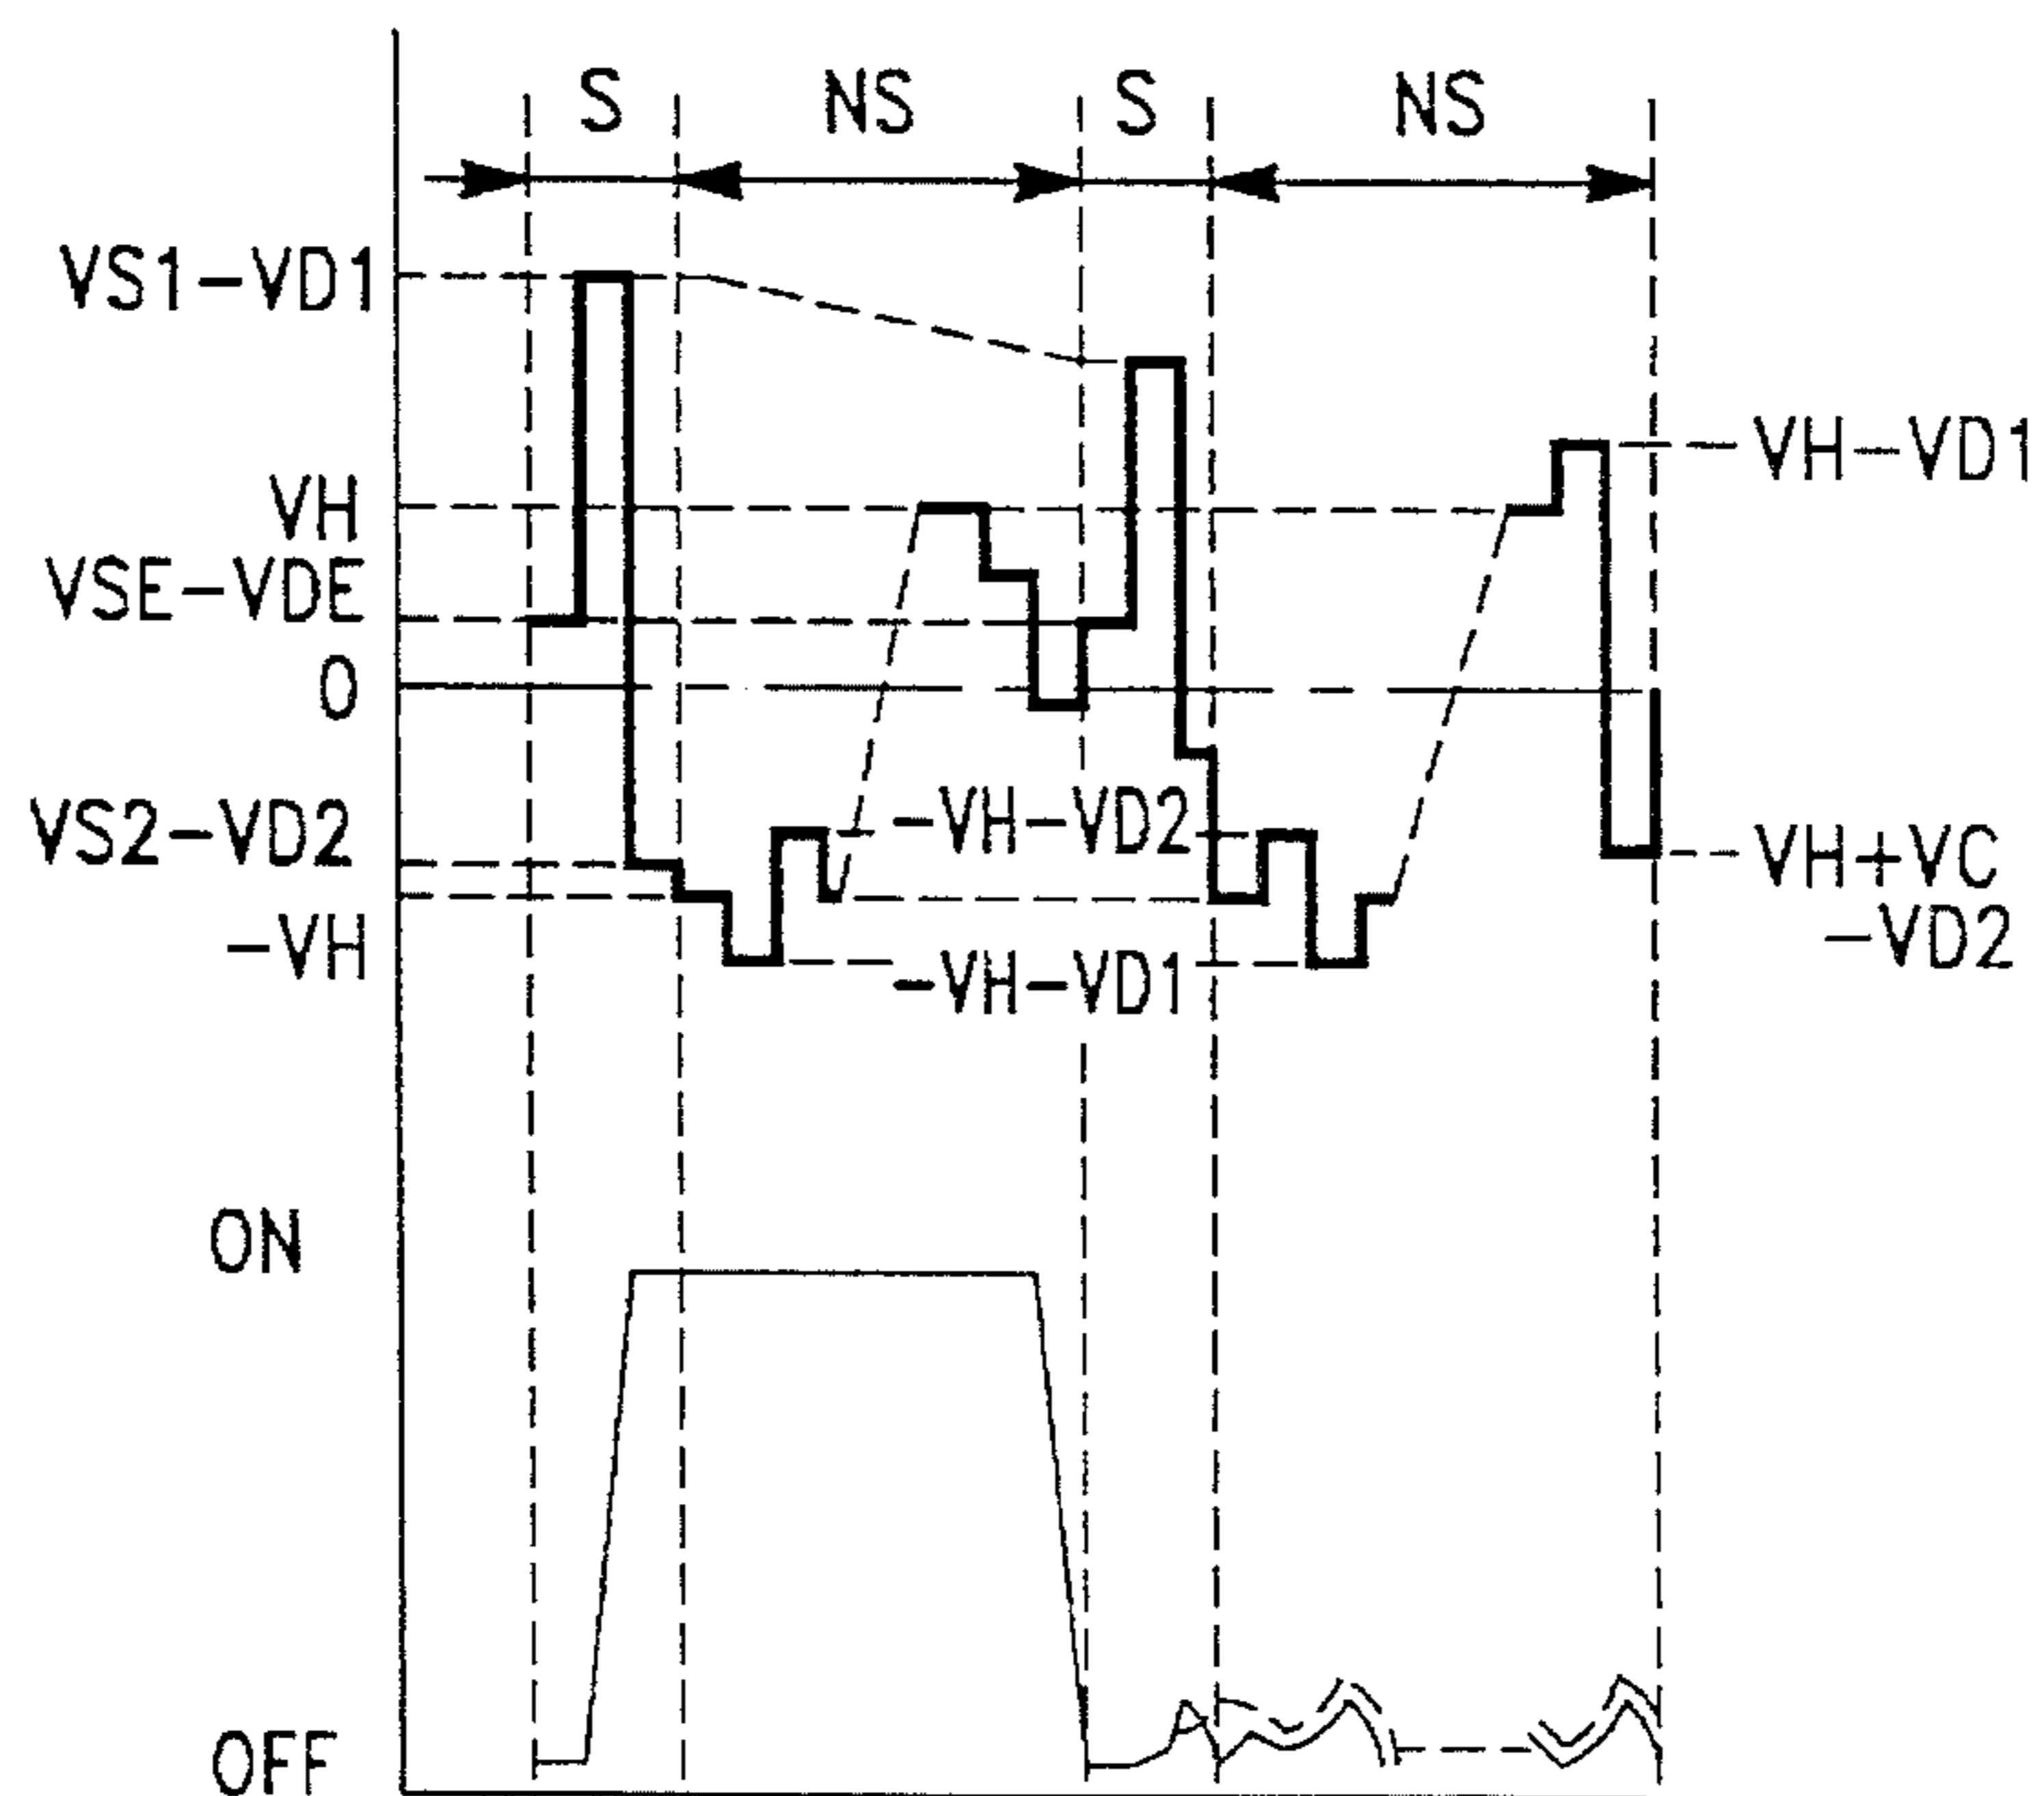 S
NS
S
NS
VS1-VD1
VH-VD1
VH
VSE-VDE
0
-VH-VD2
VS2-VD2
VH+VC
-VD2
-VH
-VH-VD1
ON
OFF